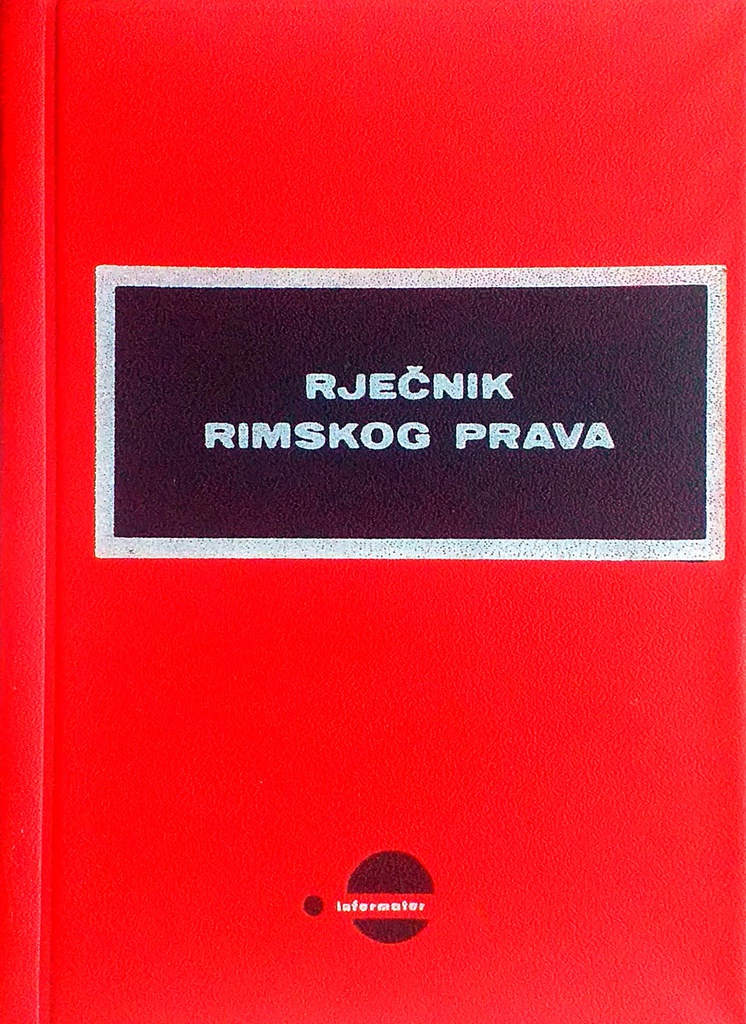 RJEČNIK
RIMSKOG PRAVA
informator